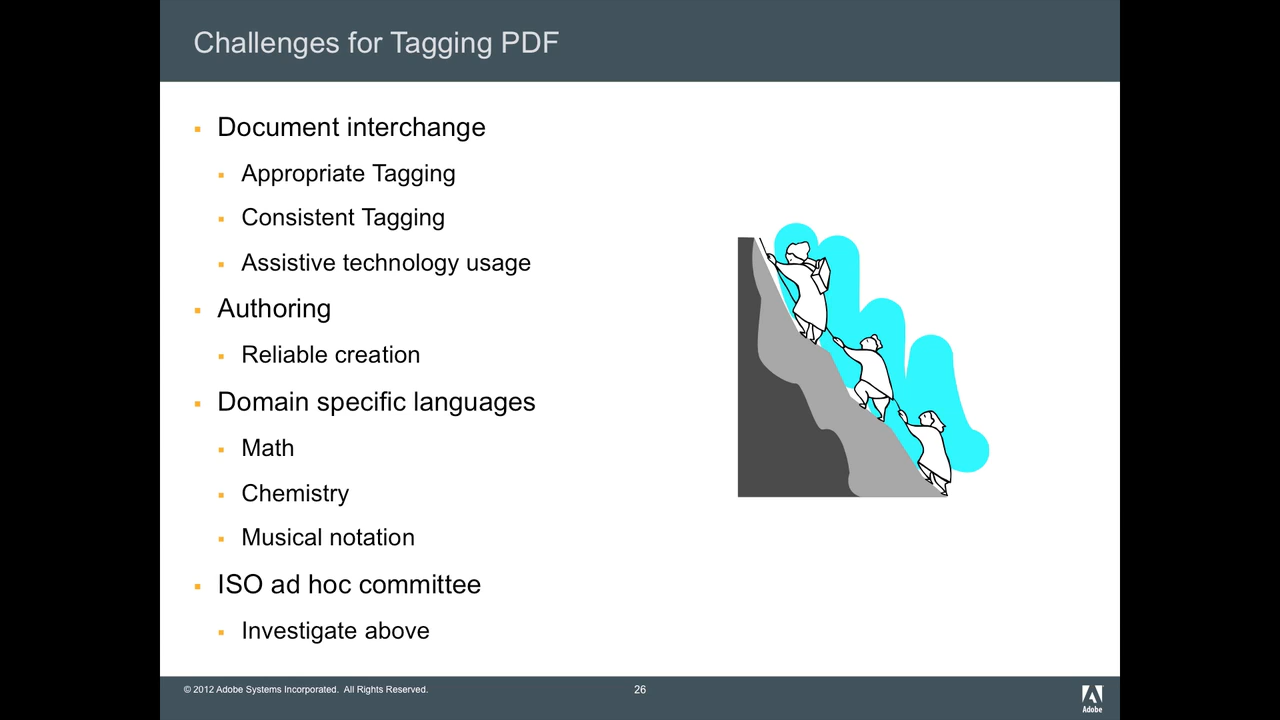 Challenges for Tagging PDF
▪ Document interchange
▪ Appropriate Tagging
▪ Consistent Tagging
▪ Assistive technology usage
▪ Authoring
▪ Reliable creation
▪ Domain specific languages
▪ Math
▪ Chemistry
▪ Musical notation
▪ ISO ad hoc committee
▪ Investigate above
© 2012 Adobe Systems Incorporated. All Rights Reserved.
26
Adobe